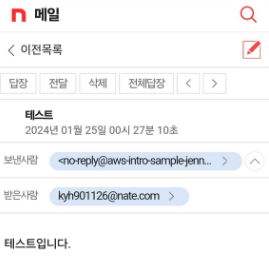 n 메일
이전목록
답장 전달 삭제 전체답장
테스트
2024년 01월 25일 00시 27분 10초
보낸사람 <no-reply@aws-intro-sample-jenn...
받은사람 kyh901126@nate.com
테스트입니다.